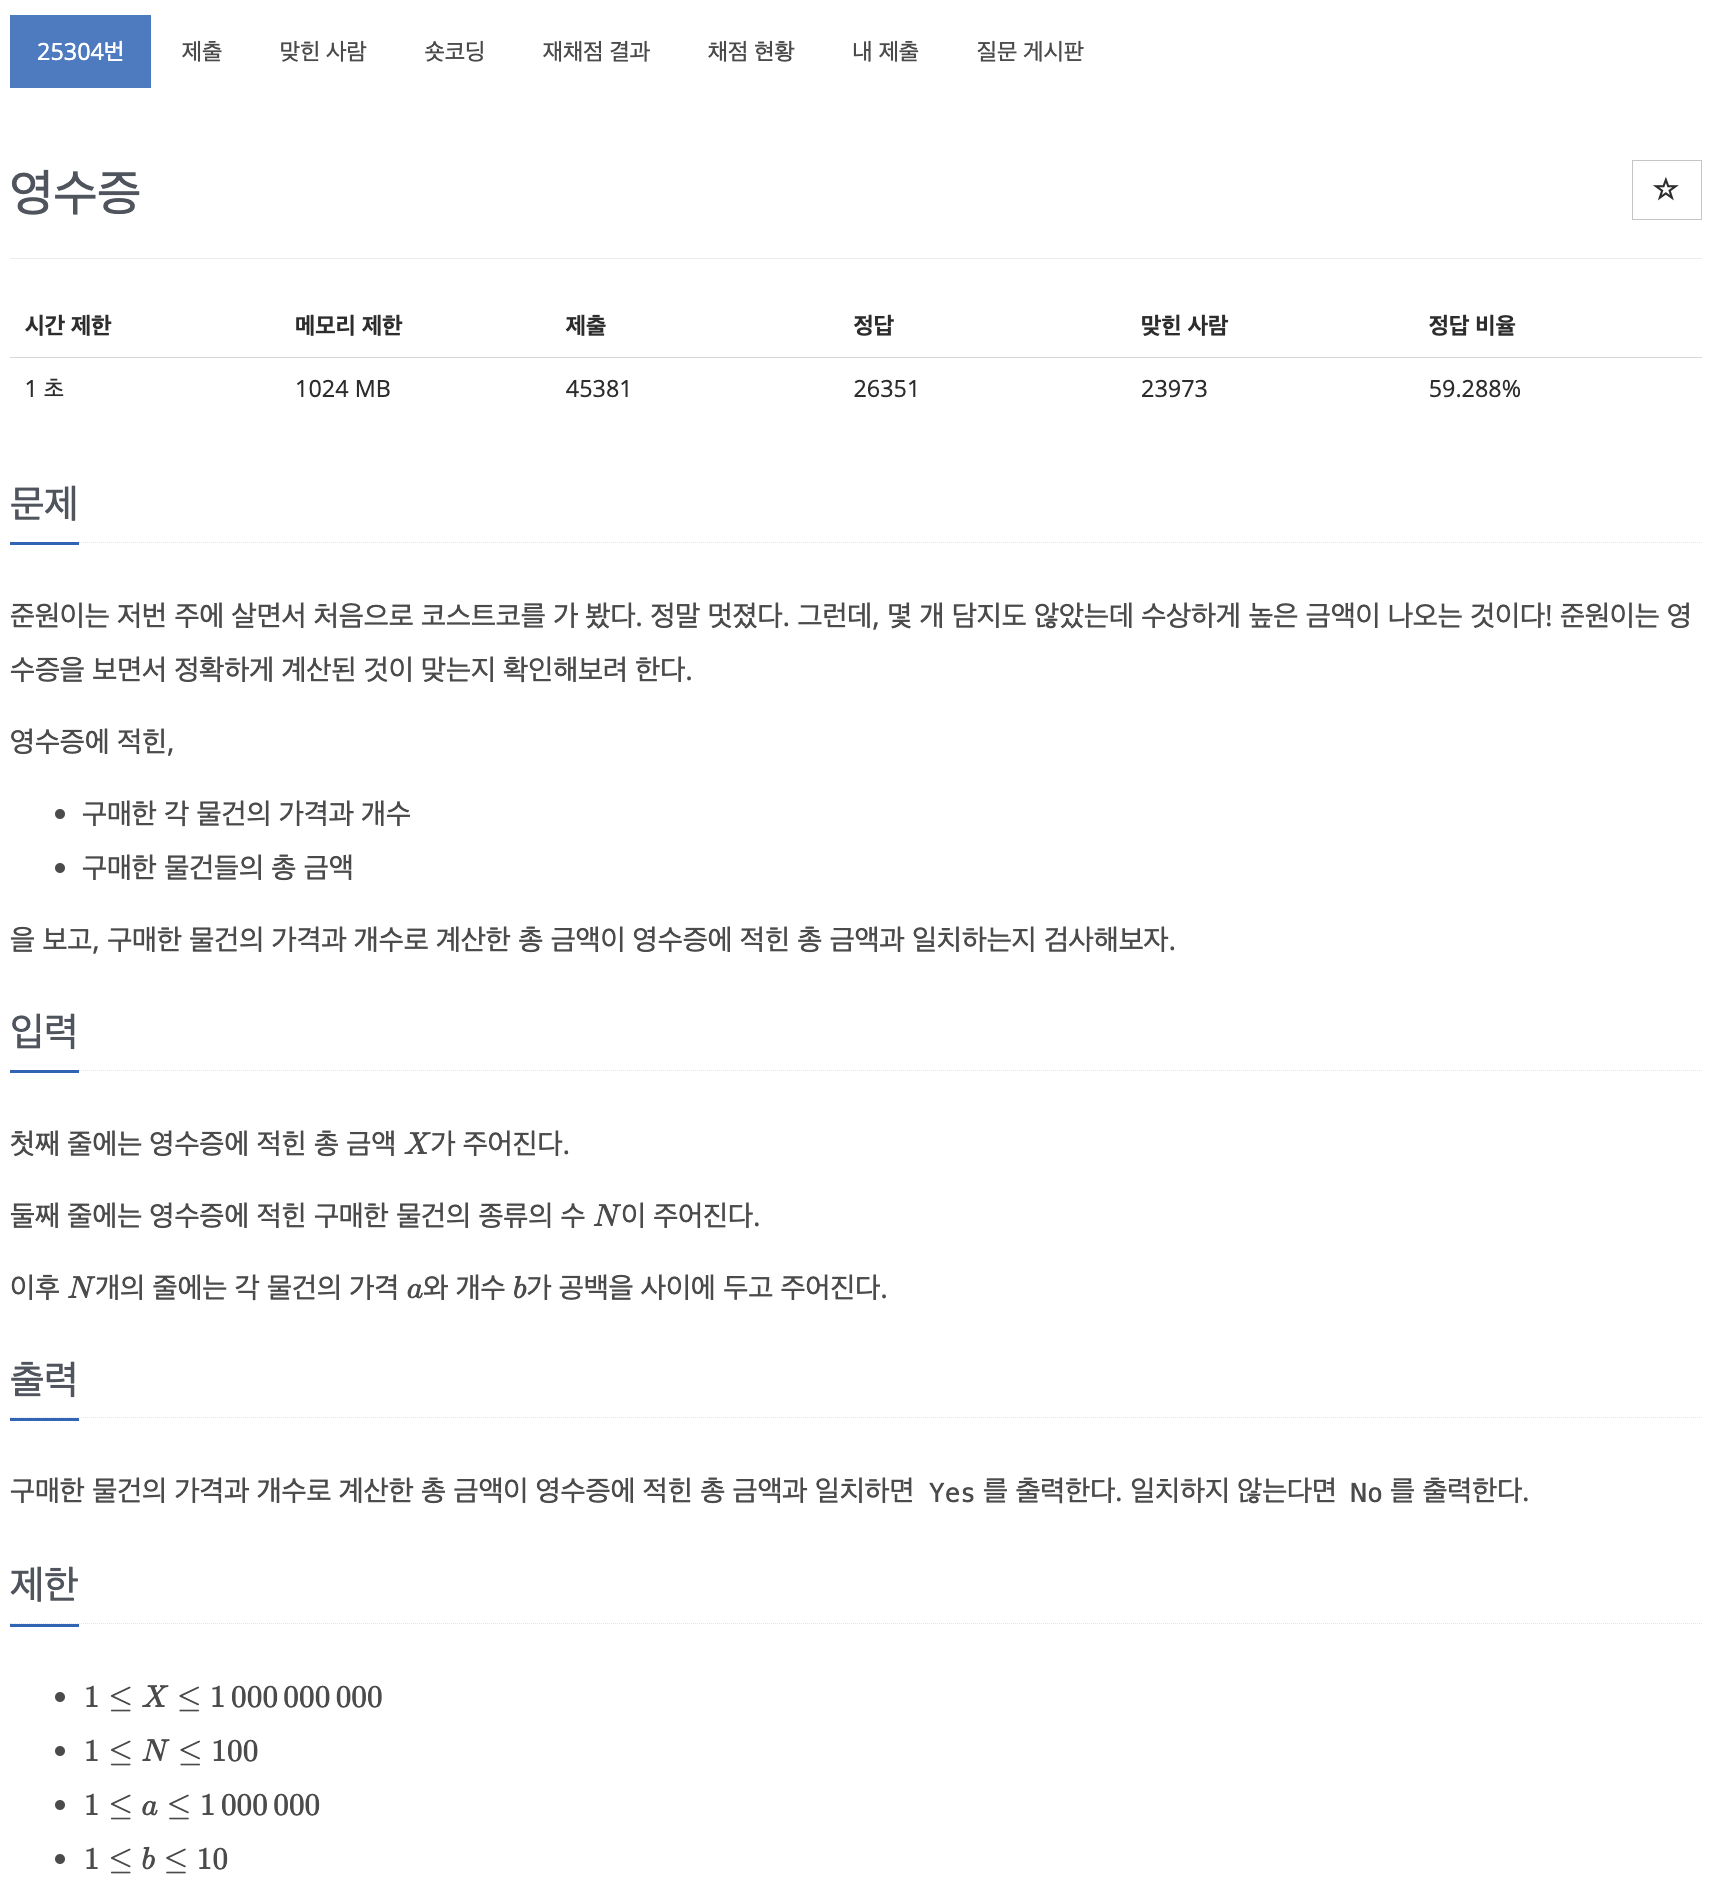 25304번 제출 맞힌 사람 숏코딩 재채점 결과 채점 현황 내 제출 질문 게시판
영수증
시간 제한 메모리 제한 제출 정답 맞힌 사람 정답 비율
1 초 1024 MB 45381 26351 23973 59.288%
문제
준원이는 저번 주에 살면서 처음으로 코스트코를 가 봤다. 정말 멋졌다. 그런데, 몇 개 담지도 않았는데 수상하게 높은 금액이 나오는 것이다! 준원이는 영
수증을 보면서 정확하게 계산된 것이 맞는지 확인해보려 한다.
영수증에 적힌,
• 구매한 각 물건의 가격과 개수
• 구매한 물건들의 총 금액
을 보고, 구매한 물건의 가격과 개수로 계산한 총 금액이 영수증에 적힌 총 금액과 일치하는지 검사해보자.
입력
첫째 줄에는 영수증에 적힌 총 금액 X가 주어진다.
둘째 줄에는 영수증에 적힌 구매한 물건의 종류의 수 N이 주어진다.
이후 N개의 줄에는 각 물건의 가격 a와 개수 b가 공백을 사이에 두고 주어진다.
출력
구매한 물건의 가격과 개수로 계산한 총 금액이 영수증에 적힌 총 금액과 일치하면 Yes 를 출력한다. 일치하지 않는다면 No 를 출력한다.
제한
• 1 ≤ X ≤ 1 000 000 000
• 1 ≤ N ≤ 100
• 1 ≤ a ≤ 1 000 000
• 1 ≤ b ≤ 10